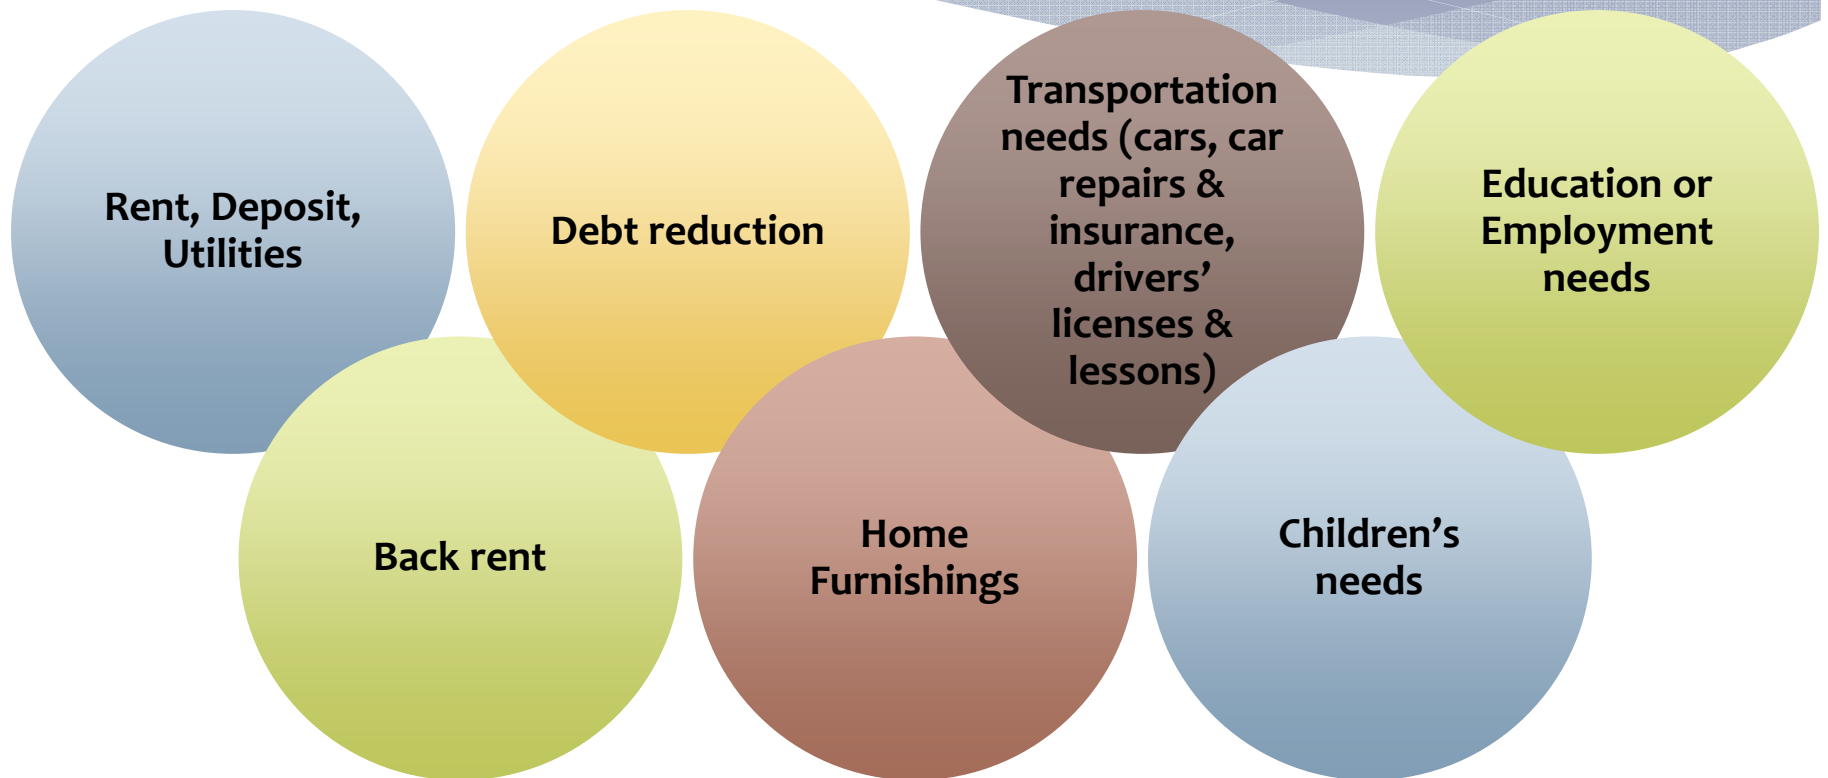 Rent, Deposit,
Utilities
Debt reduction
Transportation
needs (cars, car
repairs &
insurance,
drivers’
licenses &
lessons)
Education or
Employment
needs
Back rent
Home
Furnishings
Children’s
needs